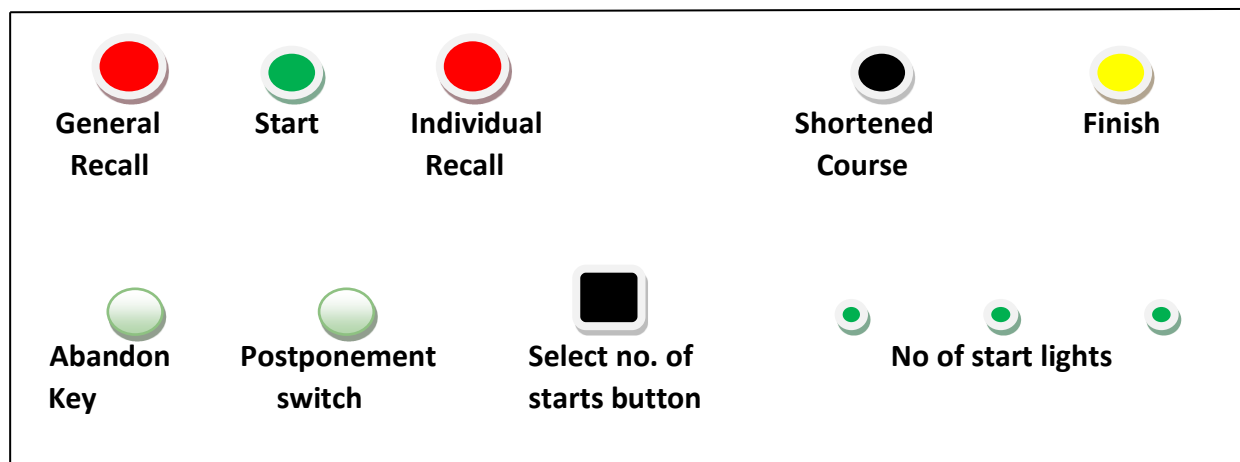 General Start Individual Shortened Finish
Recall Recall Course
Abandon Postponement Select no. of No of start lights
Key switch starts button